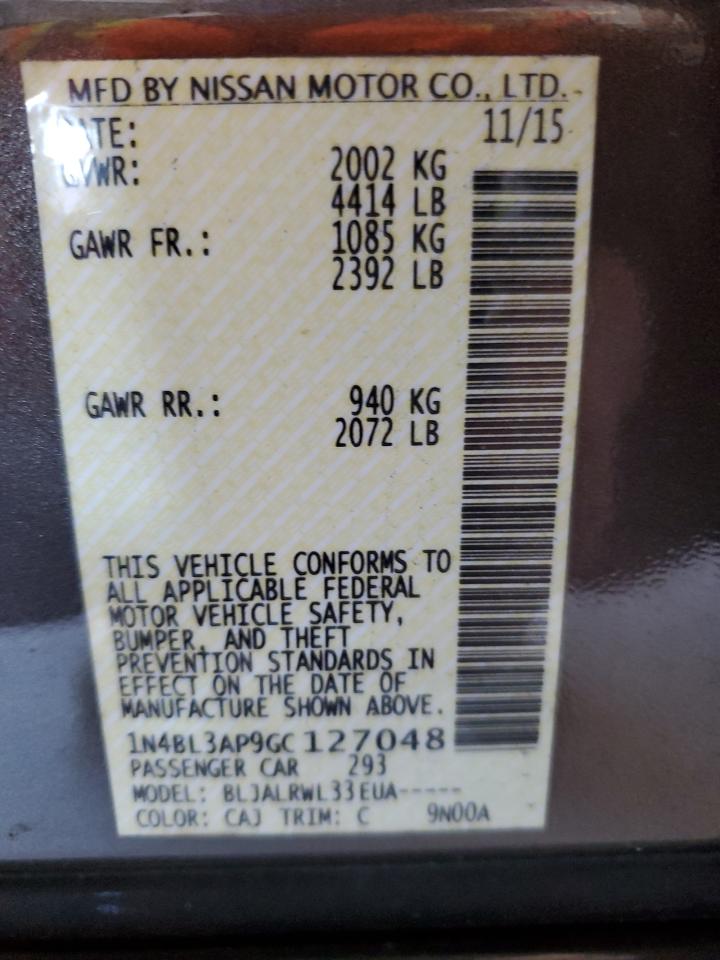 MFD BY NISSAN MOTOR CO., LTD.
DATE: 11/15
GVWR: 2002 KG
4414 LB
GAWR FR.: 1085 KG
2392 LB
GAWR RR.: 940 KG
2072 LB
THIS VEHICLE CONFORMS TO
ALL APPLICABLE FEDERAL
MOTOR VEHICLE SAFETY,
BUMPER, AND THEFT
PREVENTION STANDARDS IN
EFFECT ON THE DATE OF
MANUFACTURE SHOWN ABOVE.
1N4BL3AP9GC127048
PASSENGER CAR 293
MODEL: BLJALRWL33EUA-----
COLOR: CAJ TRIM: C 9N00A